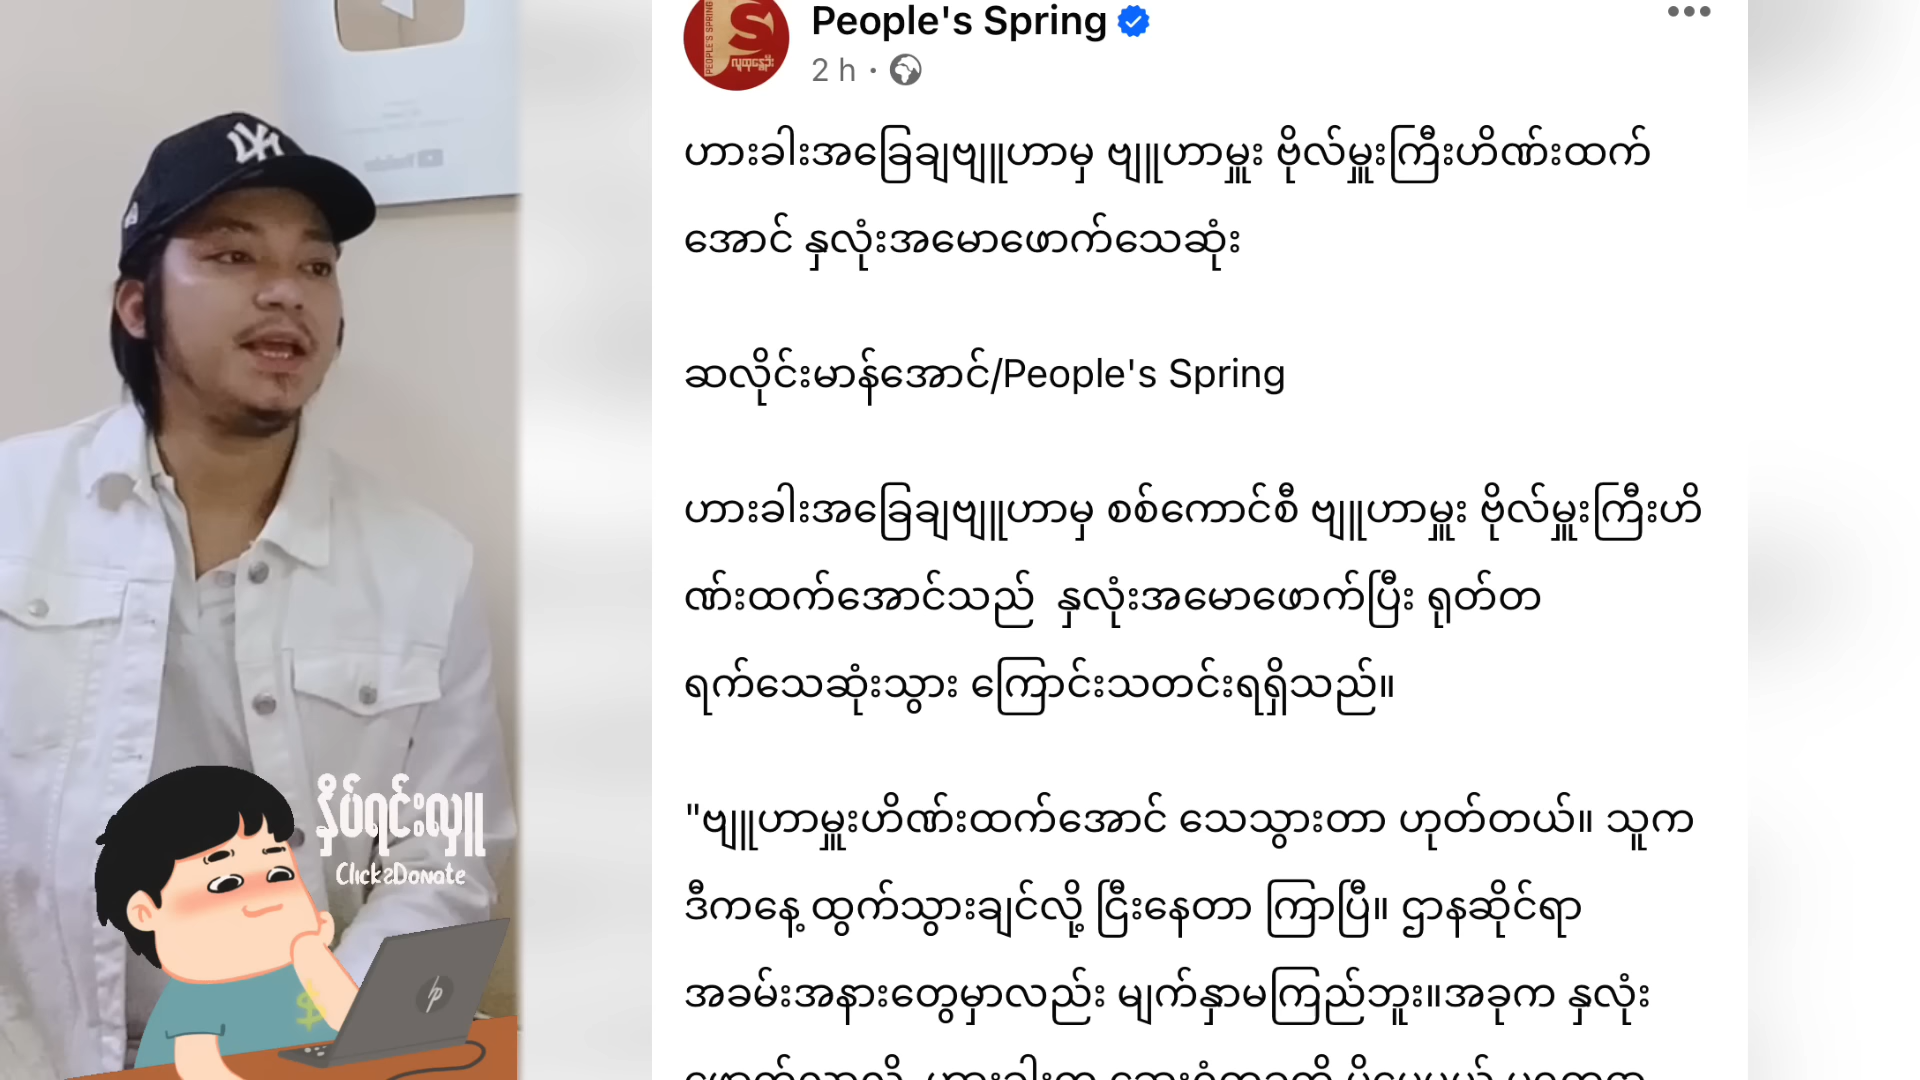 People's Spring
2 h
ဟားခါးအခြေချဗျူဟာမှ ဗျူဟာမှူး ဗိုလ်မှူးကြီးဟိဏ်းထက်
အောင် နှလုံးအမောဖောက်သေဆုံး
ဆလိုင်းမာန်အောင်/People's Spring
ဟားခါးအခြေချဗျူဟာမှ စစ်ကောင်စီ ဗျူဟာမှူး ဗိုလ်မှူးကြီးဟိ
ဏ်းထက်အောင်သည် နှလုံးအမောဖောက်ပြီး ရုတ်တ
ရက်သေဆုံးသွား ကြောင်းသတင်းရရှိသည်။
"ဗျူဟာမှူးဟိဏ်းထက်အောင် သေသွားတာ ဟုတ်တယ်။ သူက
ဒီကနေ့ ထွက်သွားချင်လို့ ငြီးနေတာ ကြာပြီ။ ဌာနဆိုင်ရာ
အခမ်းအနားတွေမှာလည်း မျက်နှာမကြည်ဘူး။အခုက နှလုံး
နှိပ်ရင်းလှူ
Click2Donate